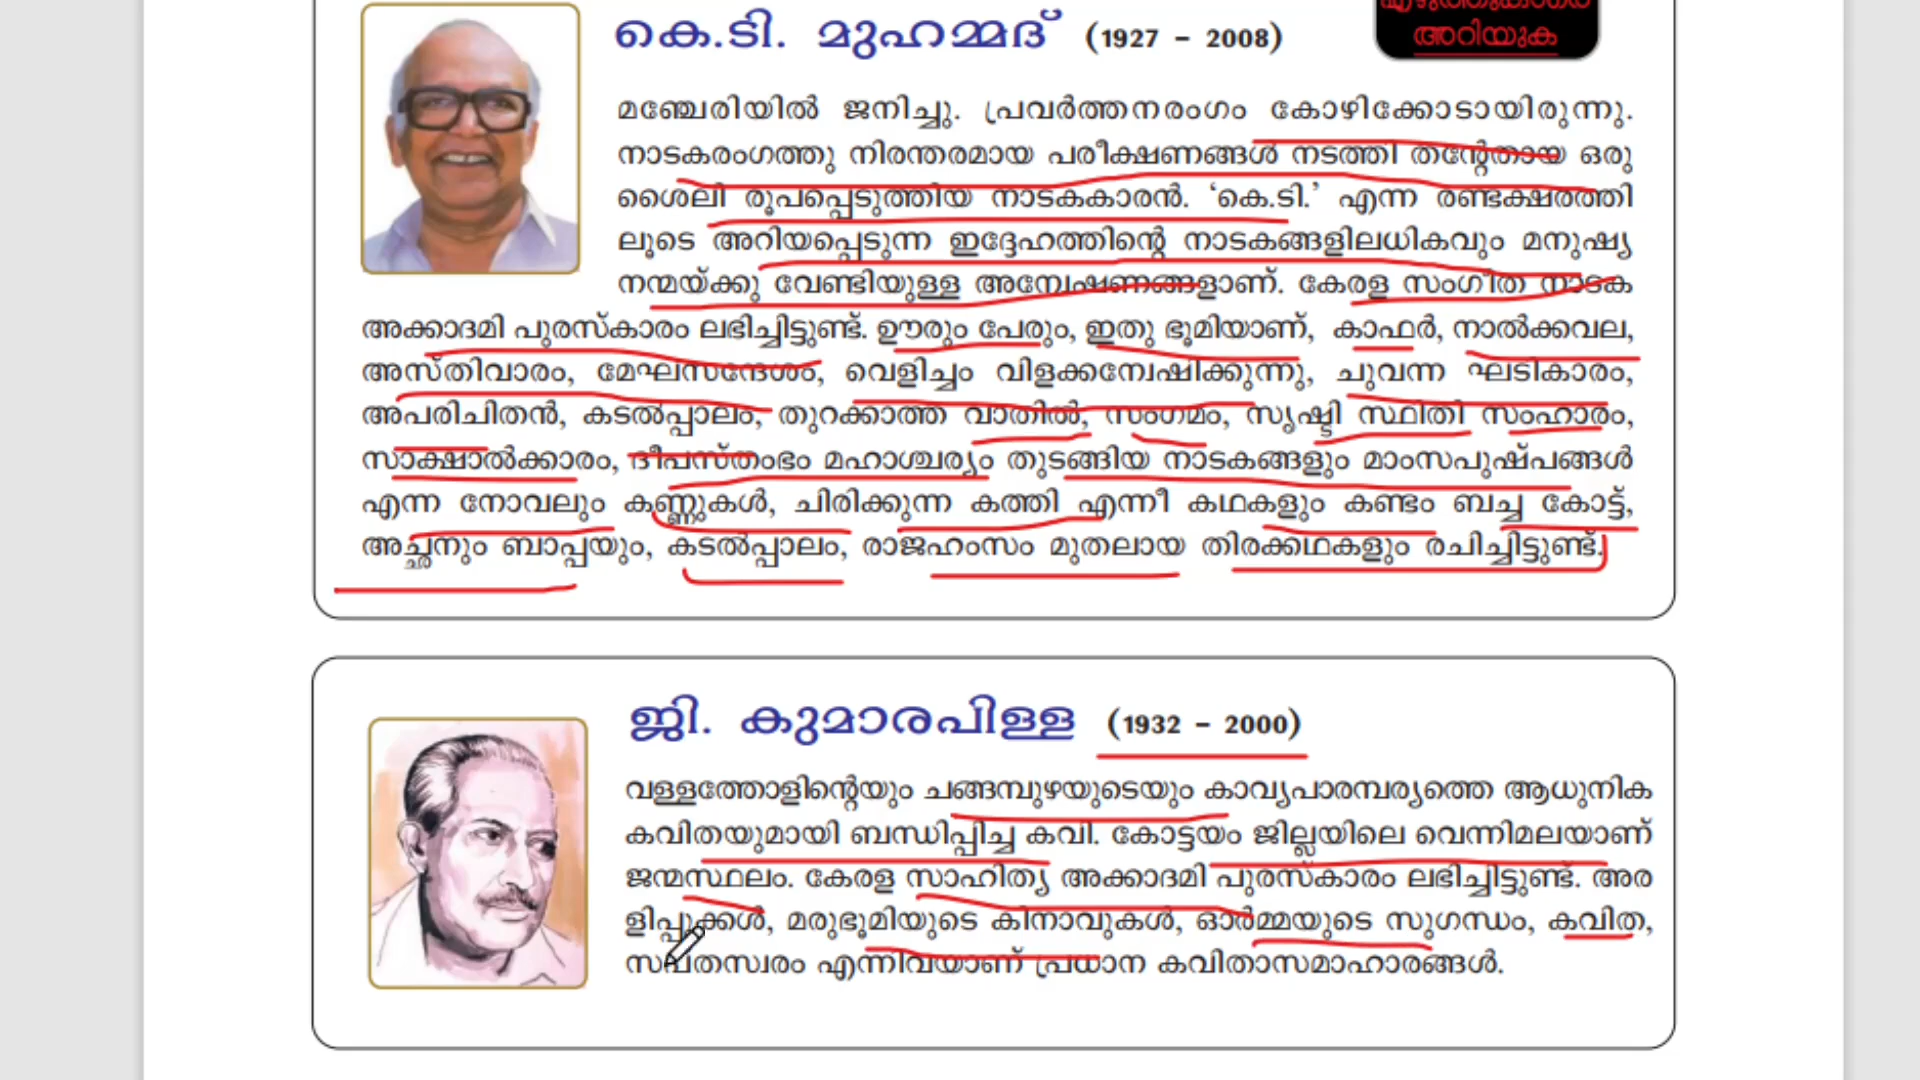 എഴുത്തുകാരെ
അറിയുക
കെ.ടി. മുഹമ്മദ് (1927 - 2008)
മഞ്ചേരിയിൽ ജനിച്ചു. പ്രവർത്തനരംഗം കോഴിക്കോടായിരുന്നു.
നാടകരംഗത്തു നിരന്തരമായ പരീക്ഷണങ്ങൾ നടത്തി തന്റേതായ ഒരു
ശൈലി രൂപപ്പെടുത്തിയ നാടകകാരൻ. ‘കെ.ടി.’ എന്ന രണ്ടക്ഷരത്തി
ലൂടെ അറിയപ്പെടുന്ന ഇദ്ദേഹത്തിന്റെ നാടകങ്ങളിലധികവും മനുഷ്യ
നന്മയ്ക്കു വേണ്ടിയുള്ള അന്വേഷണങ്ങളാണ്. കേരള സംഗീത നാടക
അക്കാദമി പുരസ്കാരം ലഭിച്ചിട്ടുണ്ട്. ഊരും പേരും, ഇതു ഭൂമിയാണ്, കാഫർ, നാൽക്കവല,
അസ്തിവാരം, മേഘസന്ദേശം, വെളിച്ചം വിളക്കന്വേഷിക്കുന്നു, ചുവന്ന ഘടികാരം,
അപരിചിതൻ, കടൽപ്പാലം, തുറക്കാത്ത വാതിൽ, സംഗമം, സൃഷ്ടി സ്ഥിതി സംഹാരം,
സാക്ഷാൽക്കാരം, ദീപസ്തംഭം മഹാശ്ചര്യം തുടങ്ങിയ നാടകങ്ങളും മാംസപുഷ്പങ്ങൾ
എന്ന നോവലും കണ്ണുകൾ, ചിരിക്കുന്ന കത്തി എന്നീ കഥകളും കണ്ടം ബച്ച കോട്ട്,
അച്ഛനും ബാപ്പയും, കടൽപ്പാലം, രാജഹംസം മുതലായ തിരക്കഥകളും രചിച്ചിട്ടുണ്ട്.
ജി. കുമാരപിള്ള (1932 - 2000)
വള്ളത്തോളിന്റെയും ചങ്ങമ്പുഴയുടെയും കാവ്യപാരമ്പര്യത്തെ ആധുനിക
കവിതയുമായി ബന്ധിപ്പിച്ച കവി. കോട്ടയം ജില്ലയിലെ വെന്നിമലയാണ്
ജന്മസ്ഥലം. കേരള സാഹിത്യ അക്കാദമി പുരസ്കാരം ലഭിച്ചിട്ടുണ്ട്. അര
ളിപ്പൂക്കൾ, മരുഭൂമിയുടെ കിനാവുകൾ, ഓർമ്മയുടെ സുഗന്ധം, കവിത,
സപ്തസ്വരം എന്നിവയാണ് പ്രധാന കവിതാസമാഹാരങ്ങൾ.